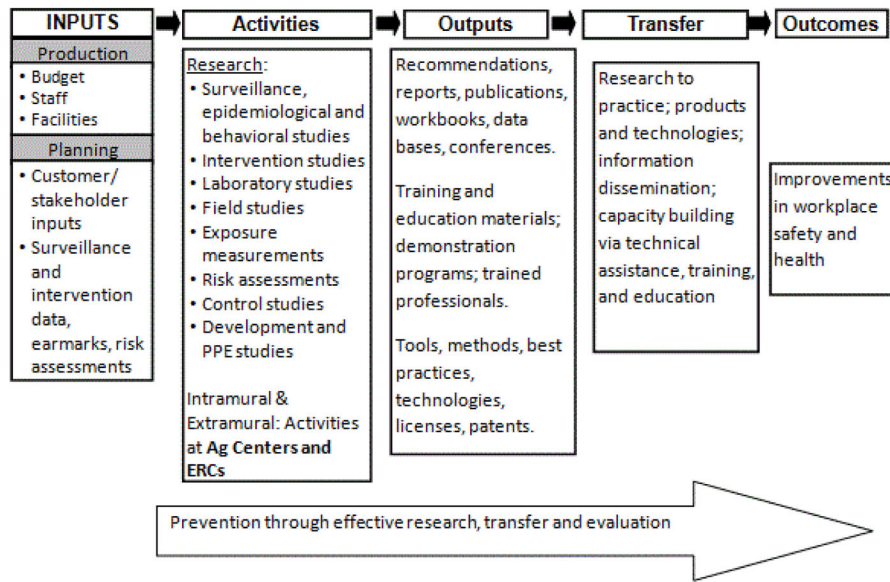 INPUTS
Production
• Budget
• Staff
• Facilities
Planning
• Customer/
stakeholder
inputs
• Surveillance
and
intervention
data,
earmarks, risk
assessments
Activities
Research:
• Surveillance,
epidemiological and
behavioral studies
• Intervention studies
• Laboratory studies
• Field studies
• Exposure
measurements
• Risk assessments
• Control studies
• Development and
PPE studies
Intramural &
Extramural: Activities
at Ag Centers and
ERCs
Outputs
Recommendations,
reports, publications,
workbooks, data
bases, conferences.
Training and
education materials;
demonstration
programs; trained
professionals.
Tools, methods, best
practices,
technologies,
licenses, patents.
Transfer
Research to
practice; products
and technologies;
information
dissemination;
capacity building
via technical
assistance, training,
and education
Outcomes
Improvements
in workplace
safety and
health
Prevention through effective research, transfer and evaluation